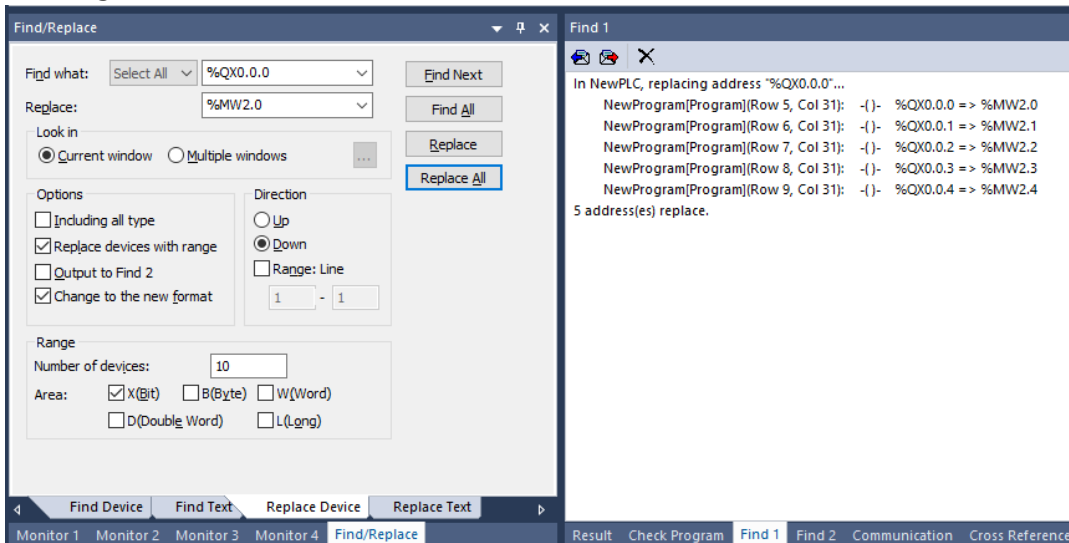 Find/Replace
Find what: Select All %QX0.0.0 Find Next
Replace: %MW2.0 Find All
Look in
Current window Multiple windows ... Replace
Replace All
Options Direction
Including all type Up
Replace devices with range Down
Output to Find 2 Range: Line
Change to the new format 1 - 1
Range
Number of devices: 10
Area: X(Bit) B(Byte) W(Word)
D(Double Word) L(Long)
Find Device Find Text Replace Device Replace Text
Monitor 1 Monitor 2 Monitor 3 Monitor 4 Find/Replace
Find 1
In NewPLC, replacing address "%QX0.0.0"...
NewProgram[Program](Row 5, Col 31): -( )- %QX0.0.0 => %MW2.0
NewProgram[Program](Row 6, Col 31): -( )- %QX0.0.1 => %MW2.1
NewProgram[Program](Row 7, Col 31): -( )- %QX0.0.2 => %MW2.2
NewProgram[Program](Row 8, Col 31): -( )- %QX0.0.3 => %MW2.3
NewProgram[Program](Row 9, Col 31): -( )- %QX0.0.4 => %MW2.4
5 address(es) replace.
Result Check Program Find 1 Find 2 Communication Cross Reference